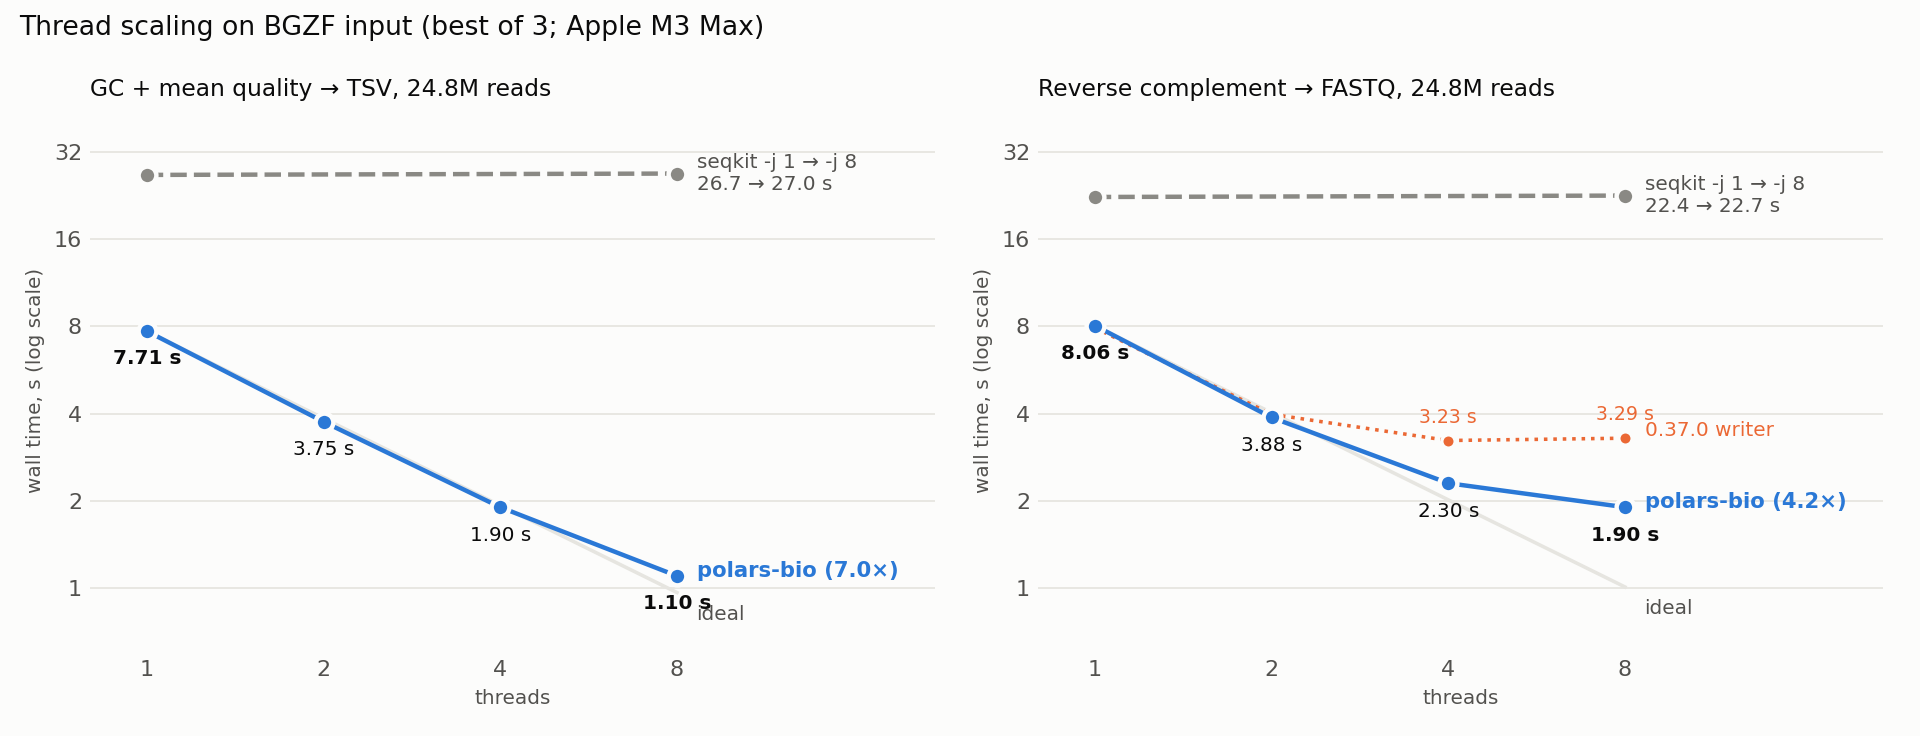 Thread scaling on BGZF input (best of 3; Apple M3 Max)
GC + mean quality → TSV, 24.8M reads
wall time, s (log scale)
32
16
8
4
2
1
seqkit -j 1 → -j 8
26.7 → 27.0 s
7.71 s
3.75 s
1.90 s
polars-bio (7.0×)
1.10 s
ideal
1
2
4
8
threads
Reverse complement → FASTQ, 24.8M reads
wall time, s (log scale)
32
16
8
4
2
1
seqkit -j 1 → -j 8
22.4 → 22.7 s
8.06 s
3.88 s
3.23 s
3.29 s
0.37.0 writer
2.30 s
polars-bio (4.2×)
1.90 s
ideal
1
2
4
8
threads